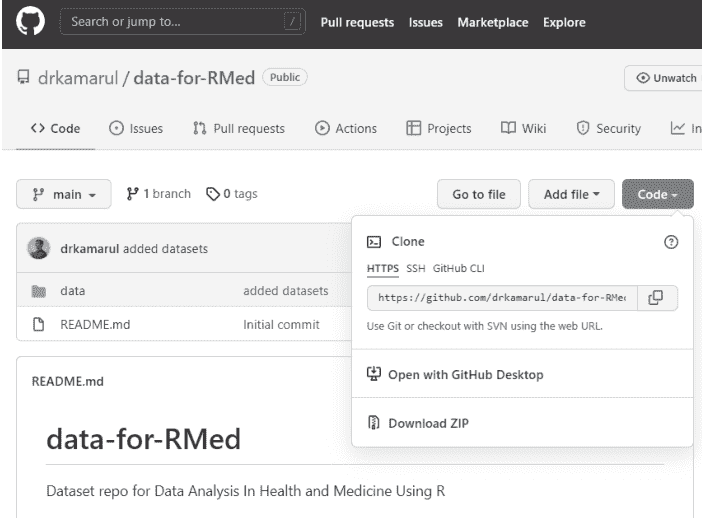 Search or jump to... /
Pull requests Issues Marketplace Explore
drkamarul / data-for-RMed Public
Unwatch
Code Issues Pull requests Actions Projects Wiki Security In
main 1 branch 0 tags Go to file Add file Code
drkamarul added datasets
data added datasets
README.md Initial commit
Clone
HTTPS SSH GitHub CLI
https://github.com/drkamarul/data-for-RMed
Use Git or checkout with SVN using the web URL.
Open with GitHub Desktop
Download ZIP
README.md
data-for-RMed
Dataset repo for Data Analysis In Health and Medicine Using R